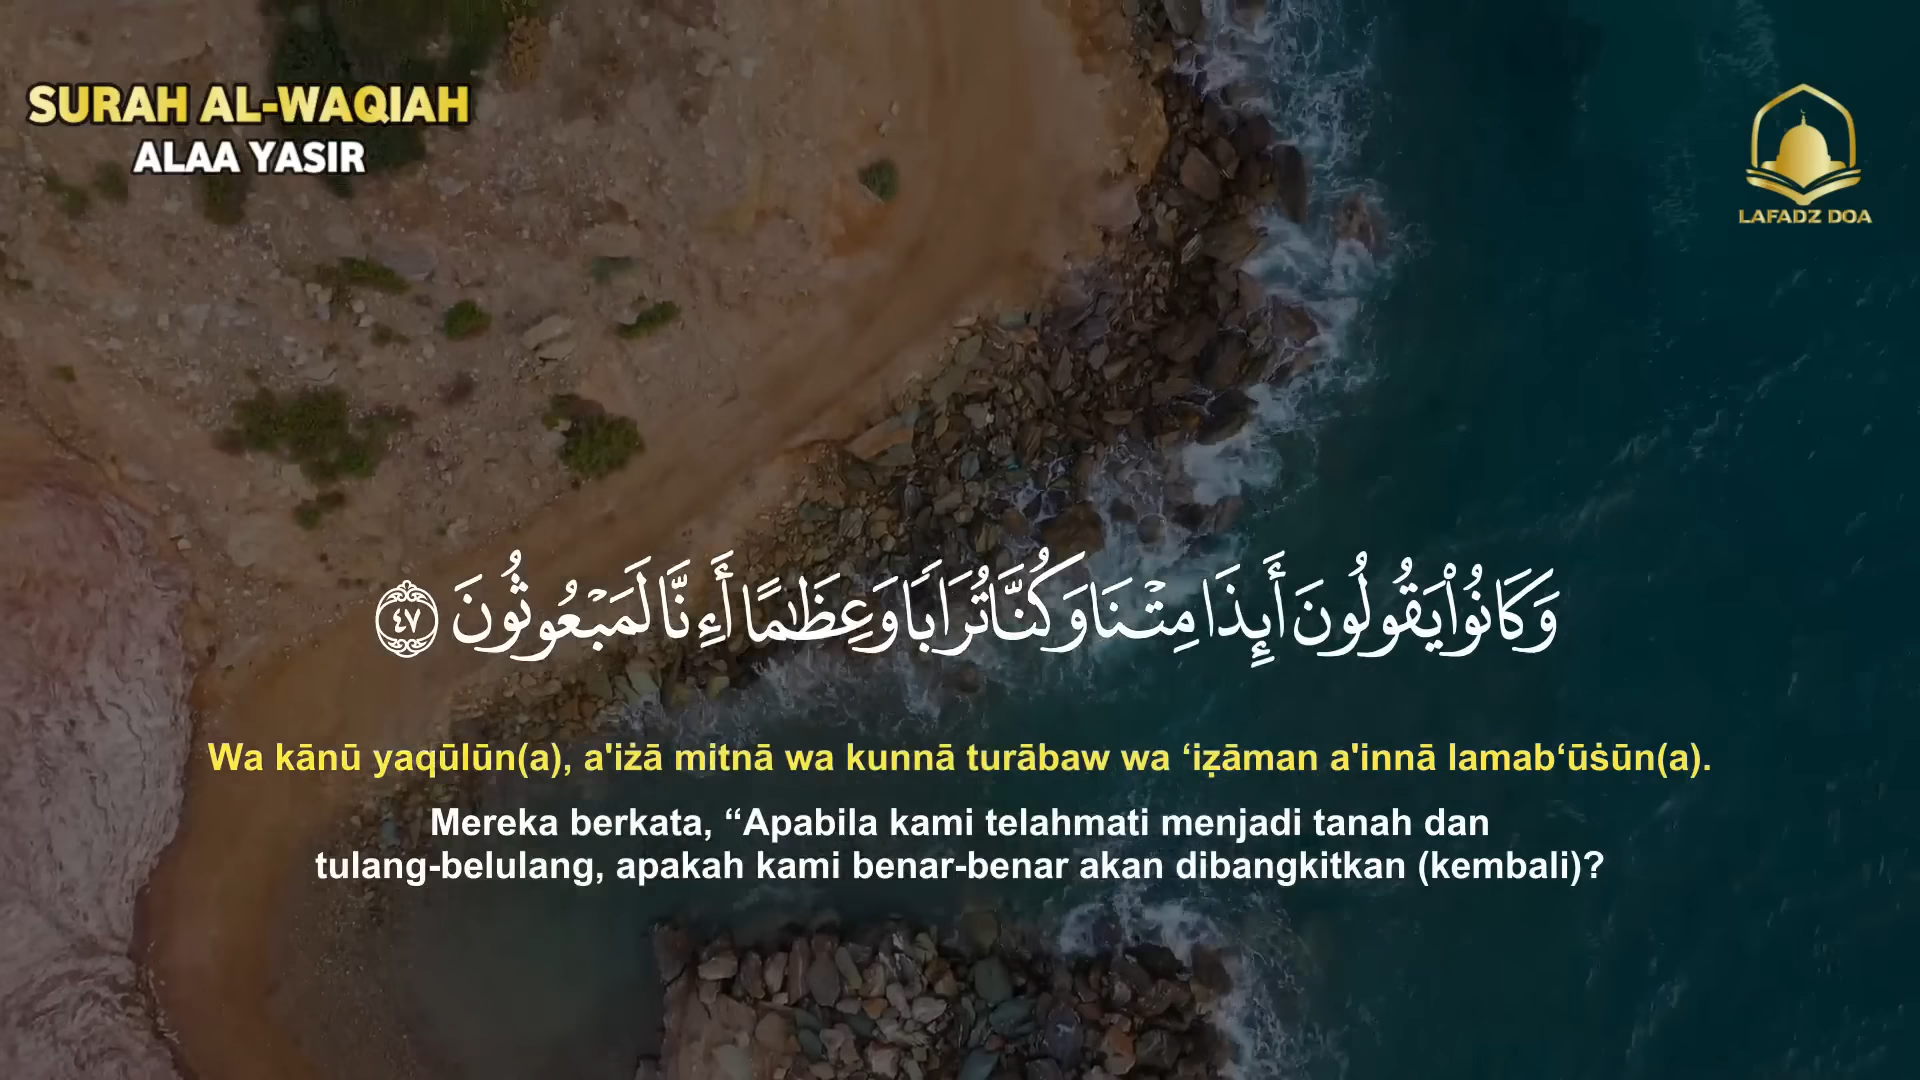 SURAH AL-WAQIAH
ALAA YASIR
LAFADZ DOA
وَكَانُوْا۟ يَقُولُونَ أَىِٕذَا مِتْنَا وَكُنَّا تُرَابًا وَعِظَٰمًا أَءِنَّا لَمَبْعُوثُونَ ٤٧
Wa kānū yaqūlūn(a), a'iżā mitnā wa kunnā turābaw wa ‘iẓāman a'innā lamab‘ūṡūn(a).
Mereka berkata, “Apabila kami telahmati menjadi tanah dan
tulang-belulang, apakah kami benar-benar akan dibangkitkan (kembali)?